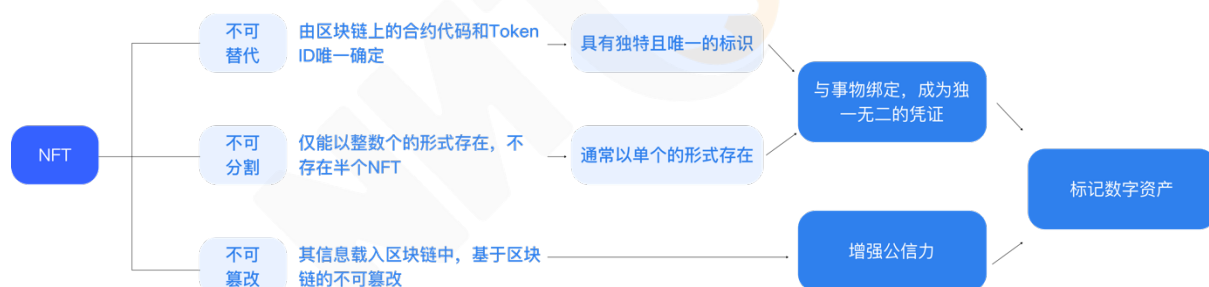 不可
替代
由区块链上的合约代码和Token
ID唯一确定
具有独特且唯一的标识
与事物绑定，成为独
一无二的凭证
NFT
不可
分割
仅能以整数个的形式存在，不
存在半个NFT
通常以单个的形式存在
标记数字资产
不可
篡改
其信息载入区块链中，基于区块
链的不可篡改
增强公信力